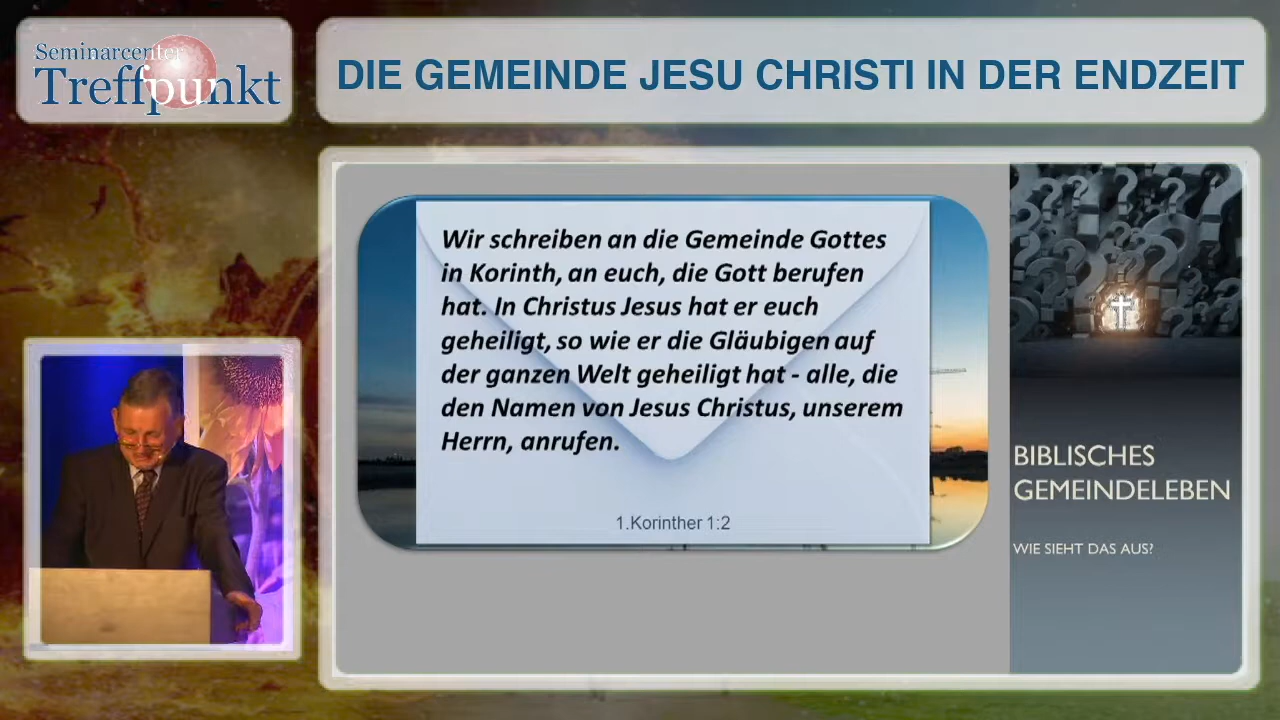 Seminarcenter
Treffpunkt
DIE GEMEINDE JESU CHRISTI IN DER ENDZEIT
Wir schreiben an die Gemeinde Gottes
in Korinth, an euch, die Gott berufen
hat. In Christus Jesus hat er euch
geheiligt, so wie er die Gläubigen auf
der ganzen Welt geheiligt hat - alle, die
den Namen von Jesus Christus, unserem
Herrn, anrufen.
1.Korinther 1:2
BIBLISCHES
GEMEINDELEBEN
WIE SIEHT DAS AUS?